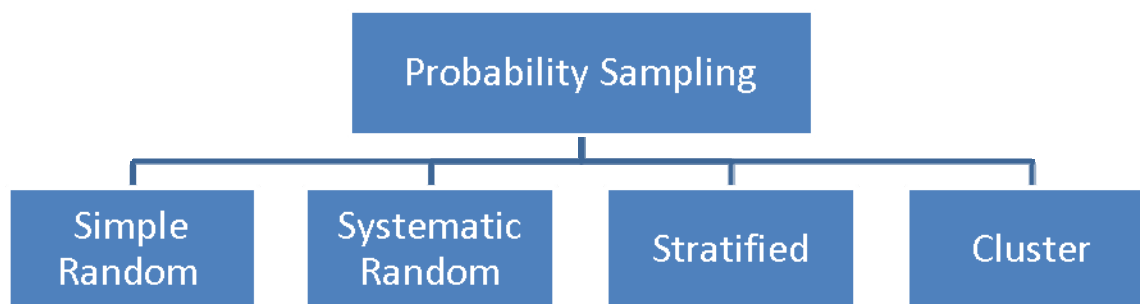 Probability Sampling
Simple
Random
Systematic
Random
Stratified
Cluster